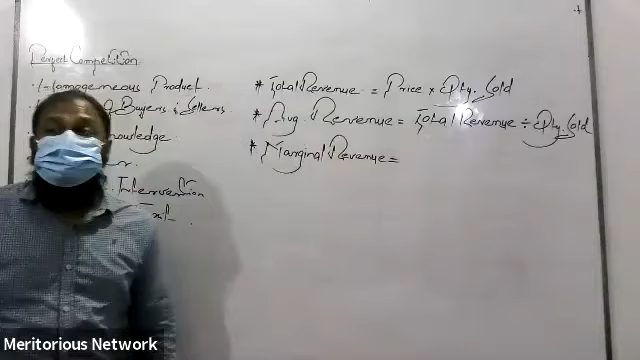 Perfect Competition
Homogeneous Product.
Buyers & Sellers
knowledge
Intervention
Exit.
* Total Revenue = Price × Qty. Sold
* Avg. Revenue = Total Revenue ÷ Qty. Sold
* Marginal Revenue =
Meritorious Network